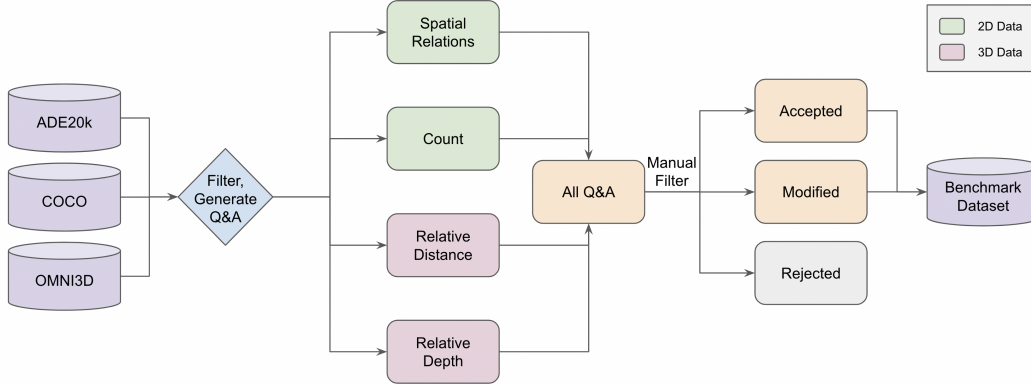 ADE20k
COCO
OMNI3D
Filter,
Generate
Q&A
Spatial
Relations
Count
Relative
Distance
Relative
Depth
All Q&A
Manual
Filter
Accepted
Modified
Rejected
Benchmark
Dataset
2D Data
3D Data